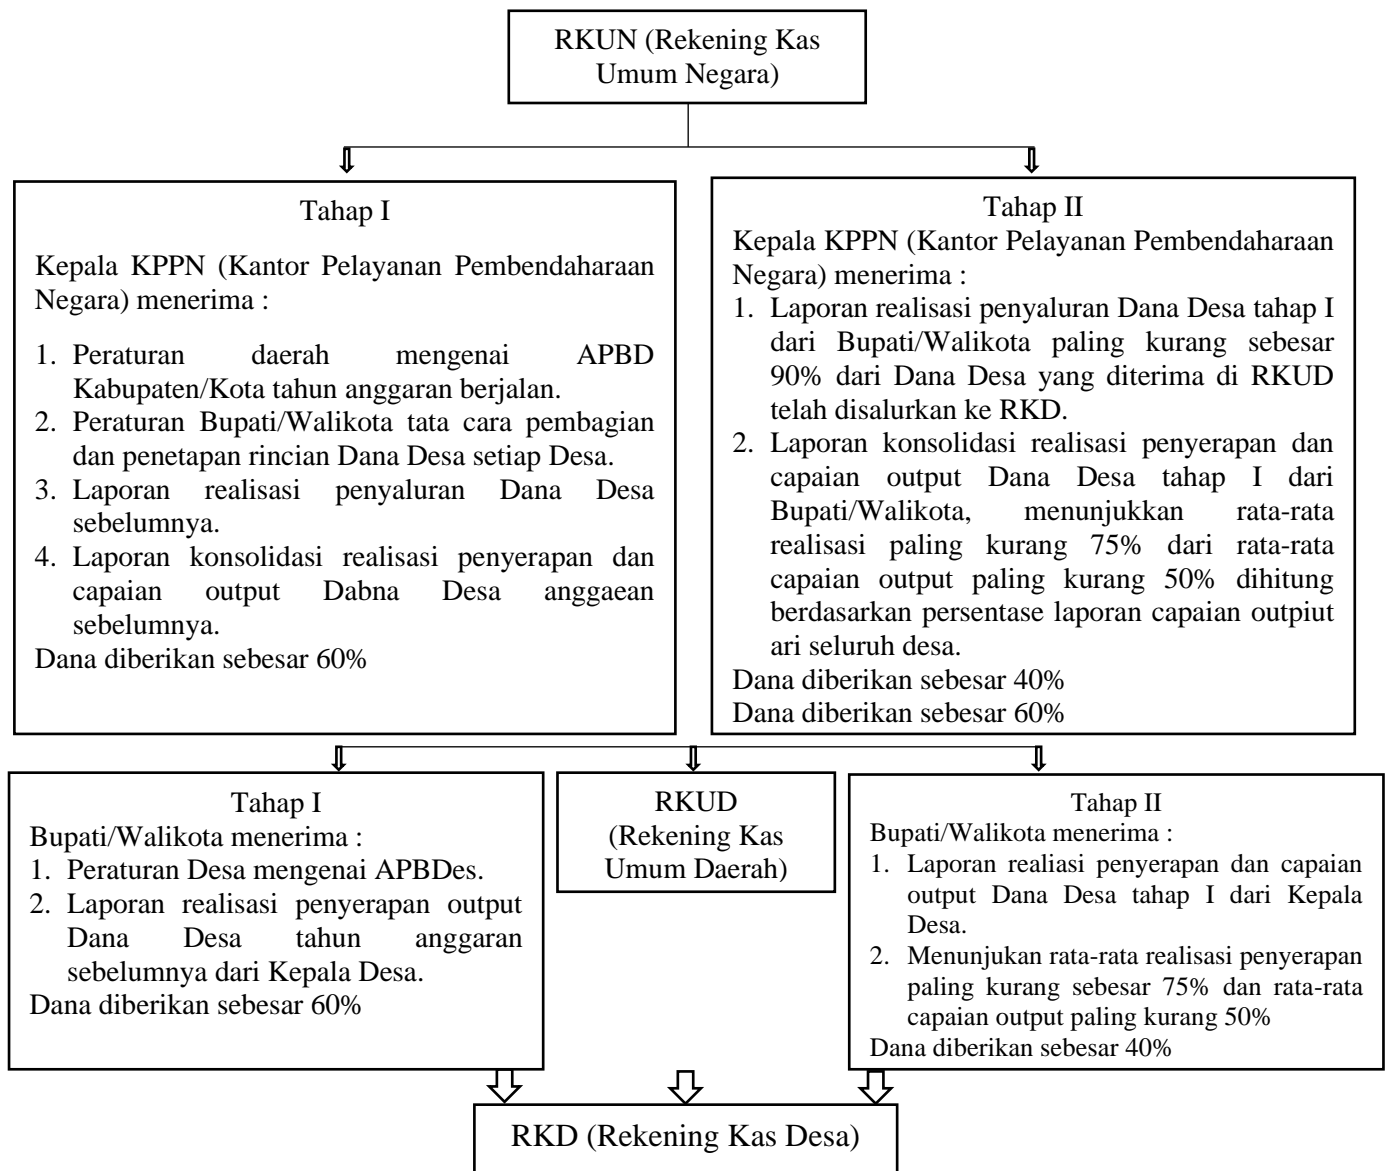 RKUN (Rekening Kas
Umum Negara)
Tahap I
Kepala KPPN (Kantor Pelayanan Pembendaharaan
Negara) menerima :
1. Peraturan daerah mengenai APBD
Kabupaten/Kota tahun anggaran berjalan.
2. Peraturan Bupati/Walikota tata cara pembagian
dan penetapan rincian Dana Desa setiap Desa.
3. Laporan realisasi penyaluran Dana Desa
sebelumnya.
4. Laporan konsolidasi realisasi penyerapan dan
capaian output Dabna Desa anggaean
sebelumnya.
Dana diberikan sebesar 60%
Tahap II
Kepala KPPN (Kantor Pelayanan Pembendaharaan
Negara) menerima :
1. Laporan realisasi penyaluran Dana Desa tahap I
dari Bupati/Walikota paling kurang sebesar
90% dari Dana Desa yang diterima di RKUD
telah disalurkan ke RKD.
2. Laporan konsolidasi realisasi penyerapan dan
capaian output Dana Desa tahap I dari
Bupati/Walikota, menunjukkan rata-rata
realisasi paling kurang 75% dari rata-rata
capaian output paling kurang 50% dihitung
berdasarkan persentase laporan capaian outpiut
ari seluruh desa.
Dana diberikan sebesar 40%
Dana diberikan sebesar 60%
Tahap I
Bupati/Walikota menerima :
1. Peraturan Desa mengenai APBDes.
2. Laporan realisasi penyerapan output
Dana Desa tahun anggaran
sebelumnya dari Kepala Desa.
Dana diberikan sebesar 60%
RKUD
(Rekening Kas
Umum Daerah)
Tahap II
Bupati/Walikota menerima :
1. Laporan realiasi penyerapan dan capaian
output Dana Desa tahap I dari Kepala
Desa.
2. Menunjukan rata-rata realisasi penyerapan
paling kurang sebesar 75% dan rata-rata
capaian output paling kurang 50%
Dana diberikan sebesar 40%
RKD (Rekening Kas Desa)